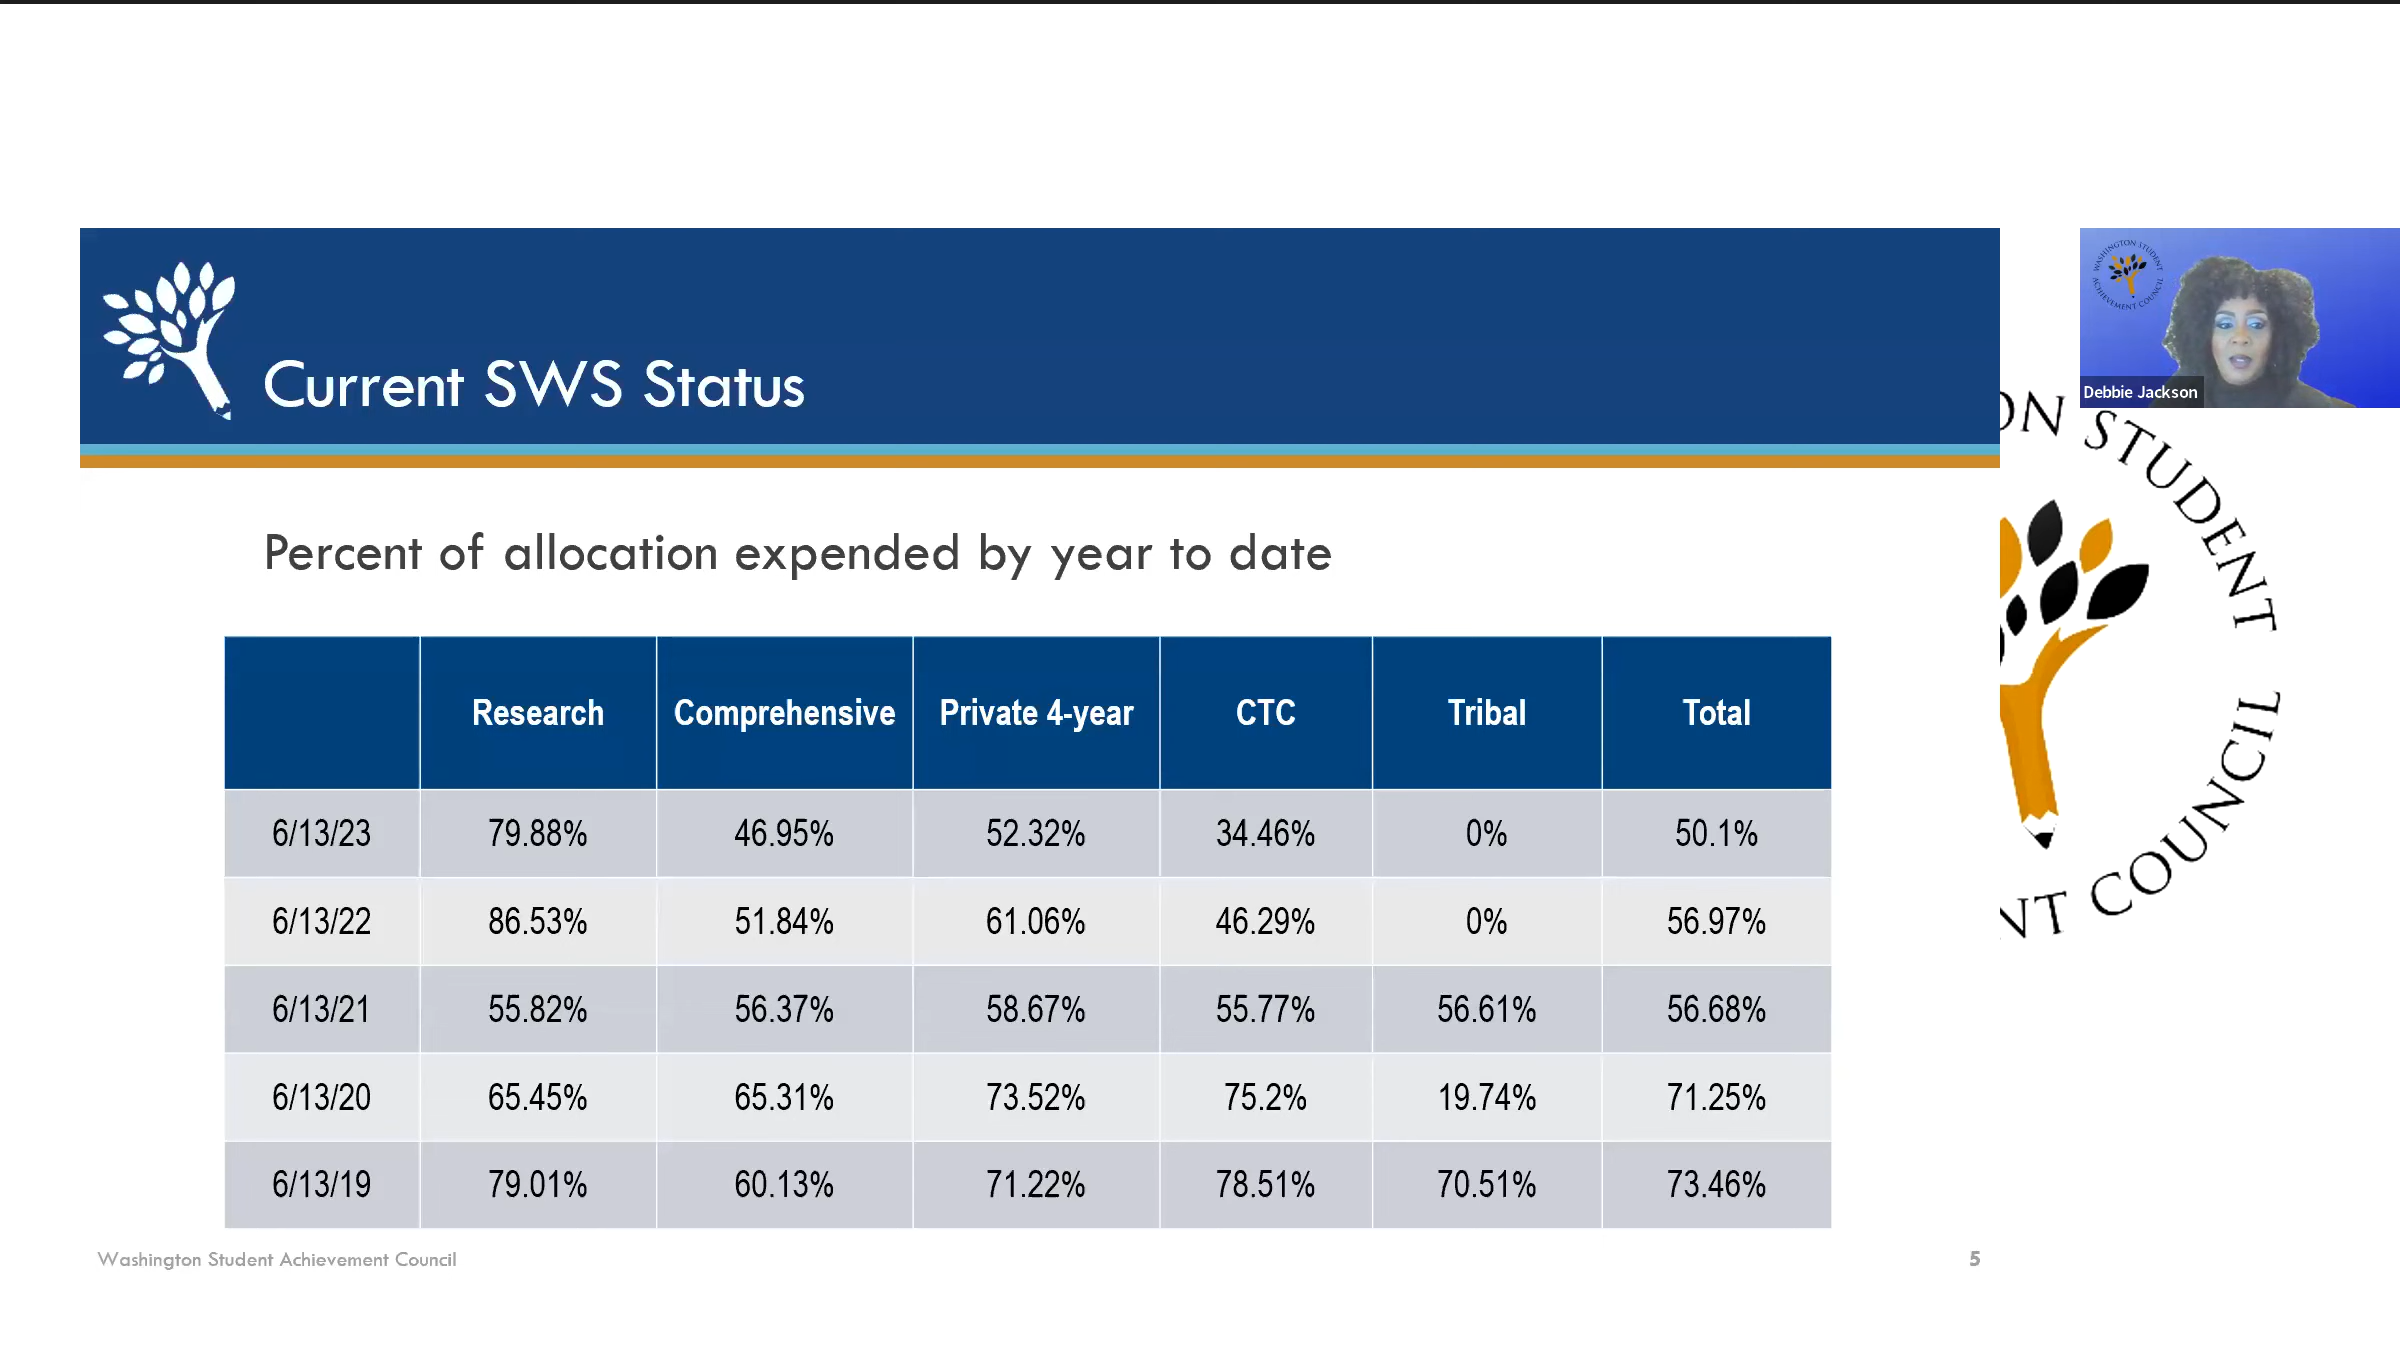 Current SWS Status
Percent of allocation expended by year to date
Research Comprehensive Private 4-year CTC Tribal Total
6/13/23 79.88% 46.95% 52.32% 34.46% 0% 50.1%
6/13/22 86.53% 51.84% 61.06% 46.29% 0% 56.97%
6/13/21 55.82% 56.37% 58.67% 55.77% 56.61% 56.68%
6/13/20 65.45% 65.31% 73.52% 75.2% 19.74% 71.25%
6/13/19 79.01% 60.13% 71.22% 78.51% 70.51% 73.46%
Washington Student Achievement Council
5
WASHINGTON STUDENT
ACHIEVEMENT COUNCIL
Debbie Jackson
ON STUDENT
NT COUNCIL